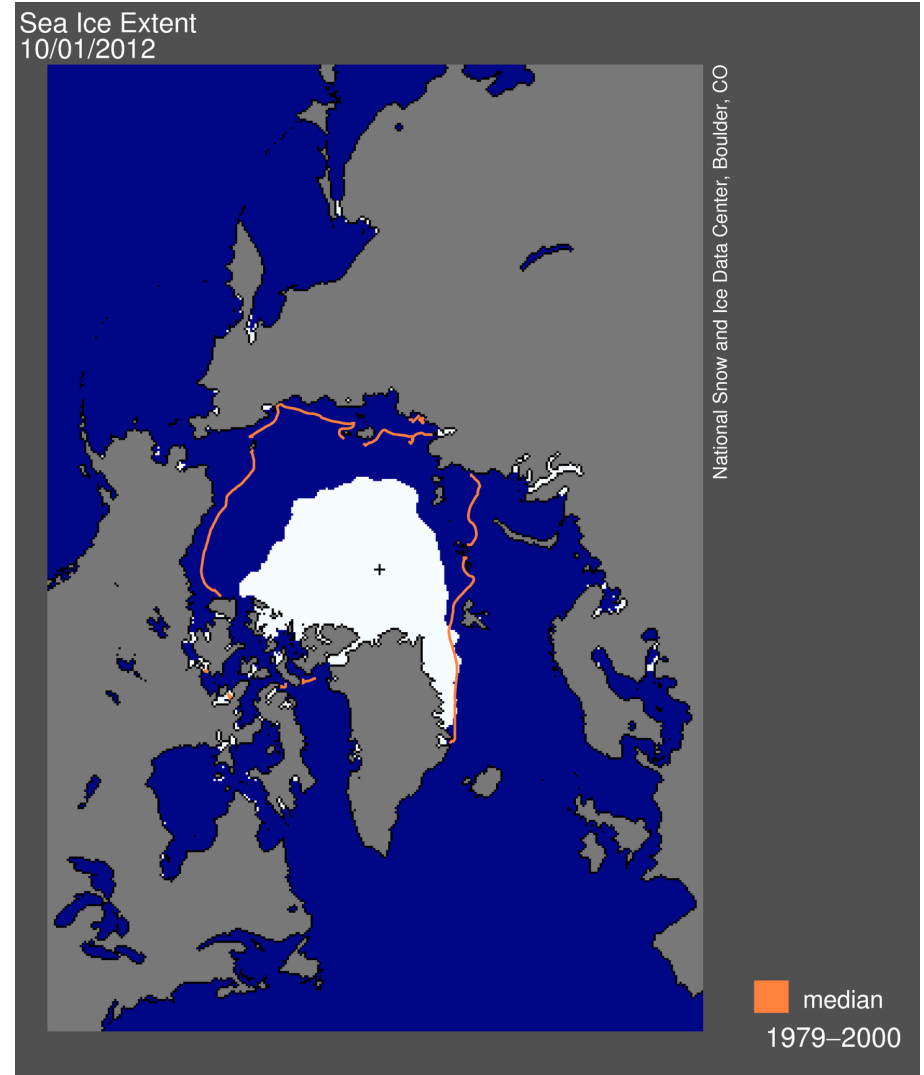 Sea Ice Extent
10/01/2012
National Snow and Ice Data Center, Boulder, CO
median
1979–2000